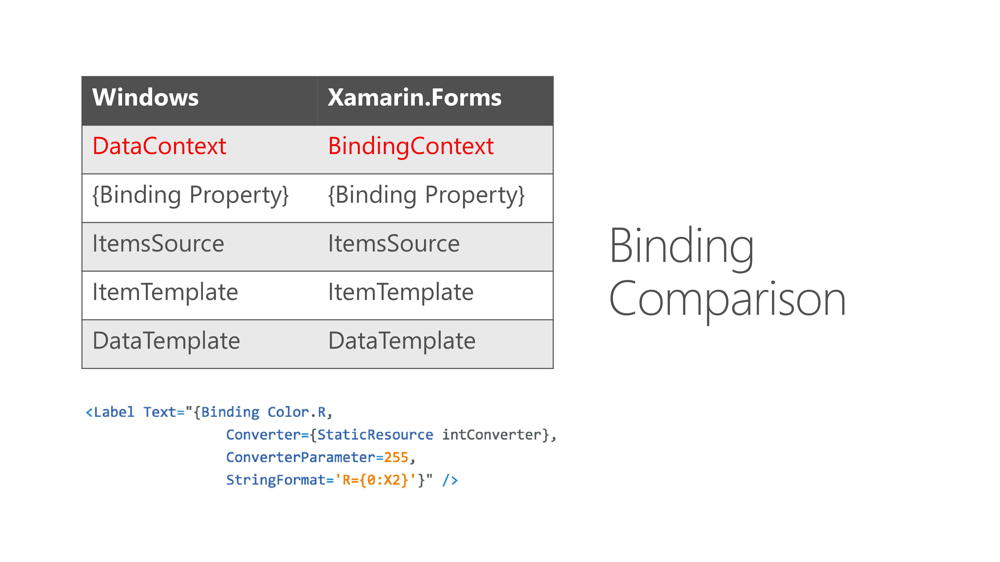 Windows Xamarin.Forms
DataContext BindingContext
{Binding Property} {Binding Property}
ItemsSource ItemsSource
ItemTemplate ItemTemplate
DataTemplate DataTemplate
Binding
Comparison
<Label Text="{Binding Color.R,
Converter={StaticResource intConverter},
ConverterParameter=255,
StringFormat='R={0:X2}'}" />